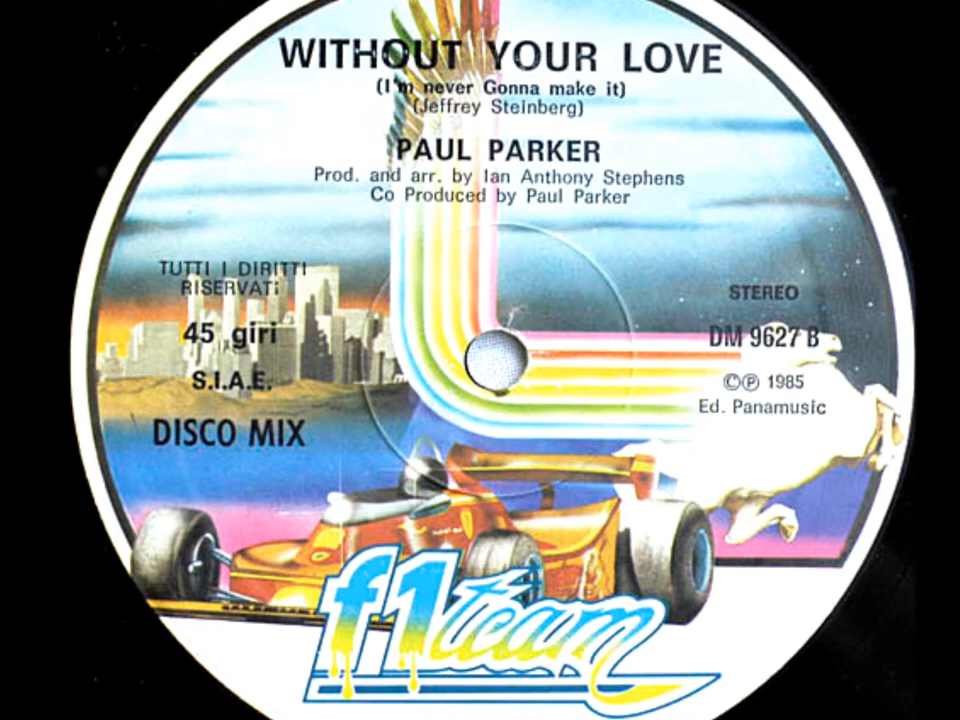 WITHOUT YOUR LOVE
(I'm never Gonna make it)
(Jeffrey Steinberg)
PAUL PARKER
Prod. and arr. by Ian Anthony Stephens
Co Produced by Paul Parker
TUTTI I DIRITTI
RISERVATI
45 giri
S.I.A.E.
DISCO MIX
STEREO
DM 9627 B
©℗ 1985
Ed. Panamusic
f1 team